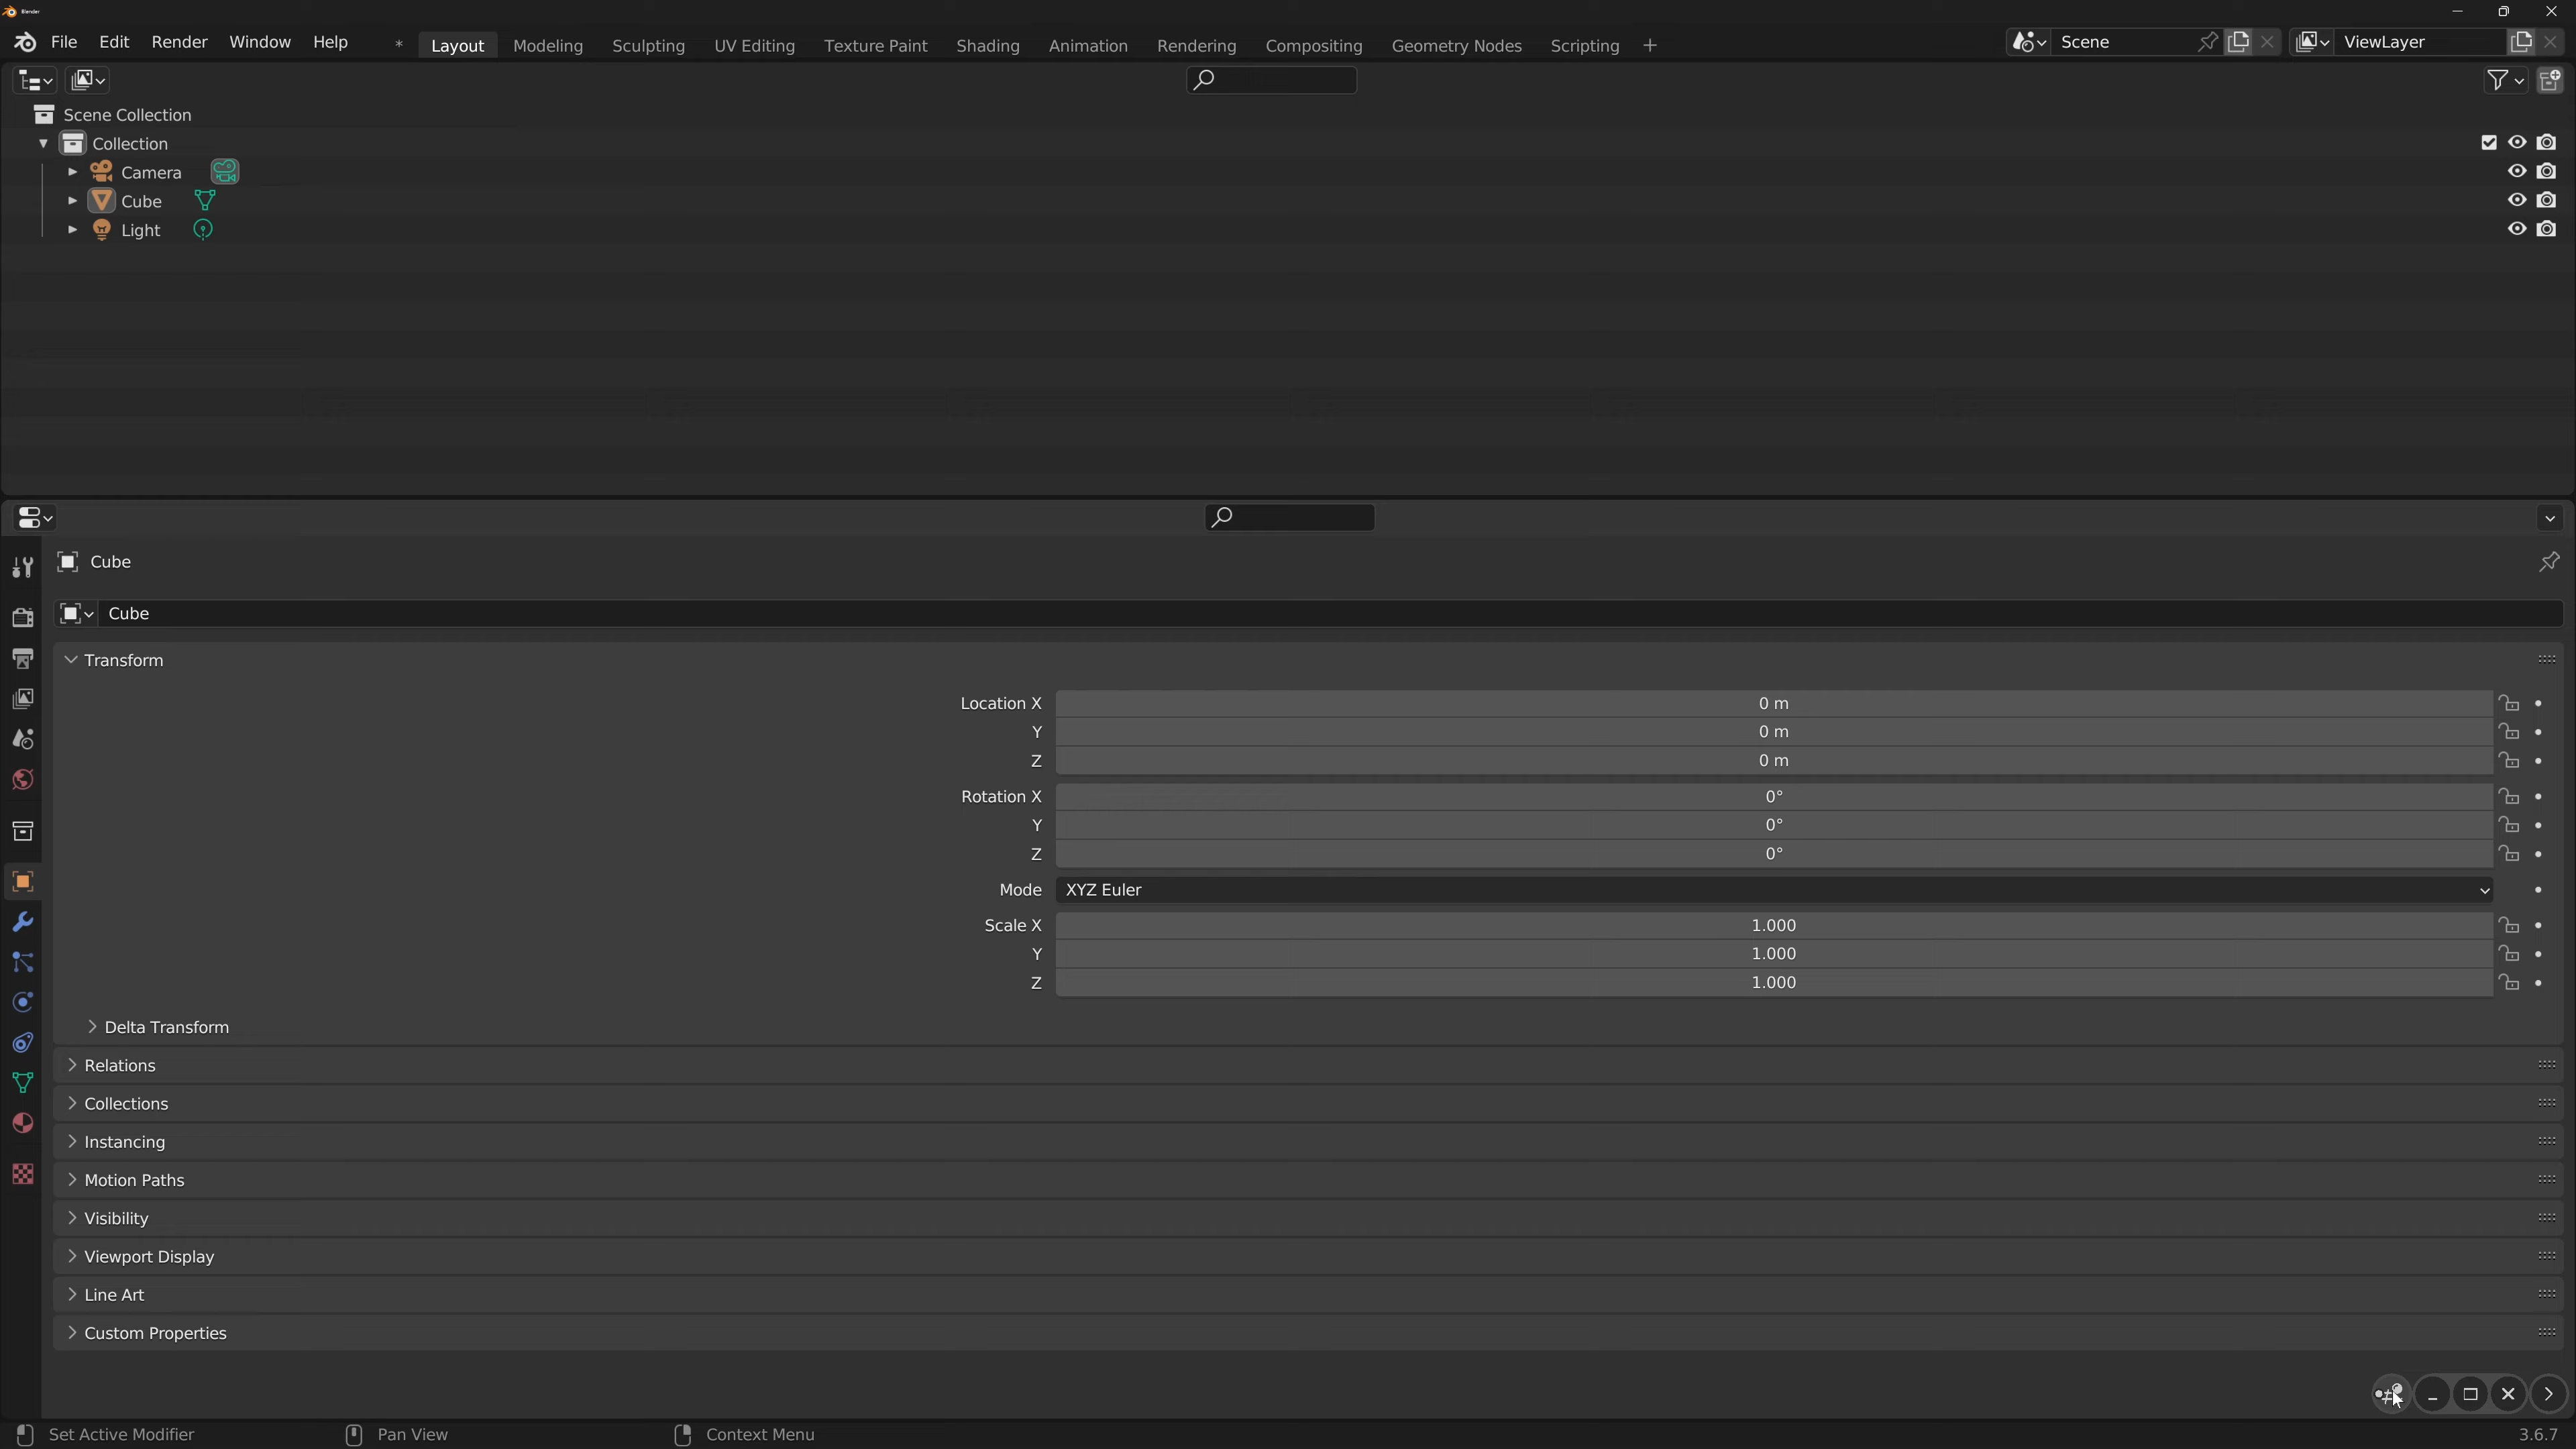 Blender
File Edit Render Window Help * Layout Modeling Sculpting UV Editing Texture Paint Shading Animation Rendering Compositing Geometry Nodes Scripting + Scene ViewLayer
Scene Collection
Collection
Camera
Cube
Light
Cube
Cube
Transform
Location X 0 m
Y 0 m
Z 0 m
Rotation X 0°
Y 0°
Z 0°
Mode XYZ Euler
Scale X 1.000
Y 1.000
Z 1.000
Delta Transform
Relations
Collections
Instancing
Motion Paths
Visibility
Viewport Display
Line Art
Custom Properties
Set Active Modifier Pan View Context Menu 3.6.7